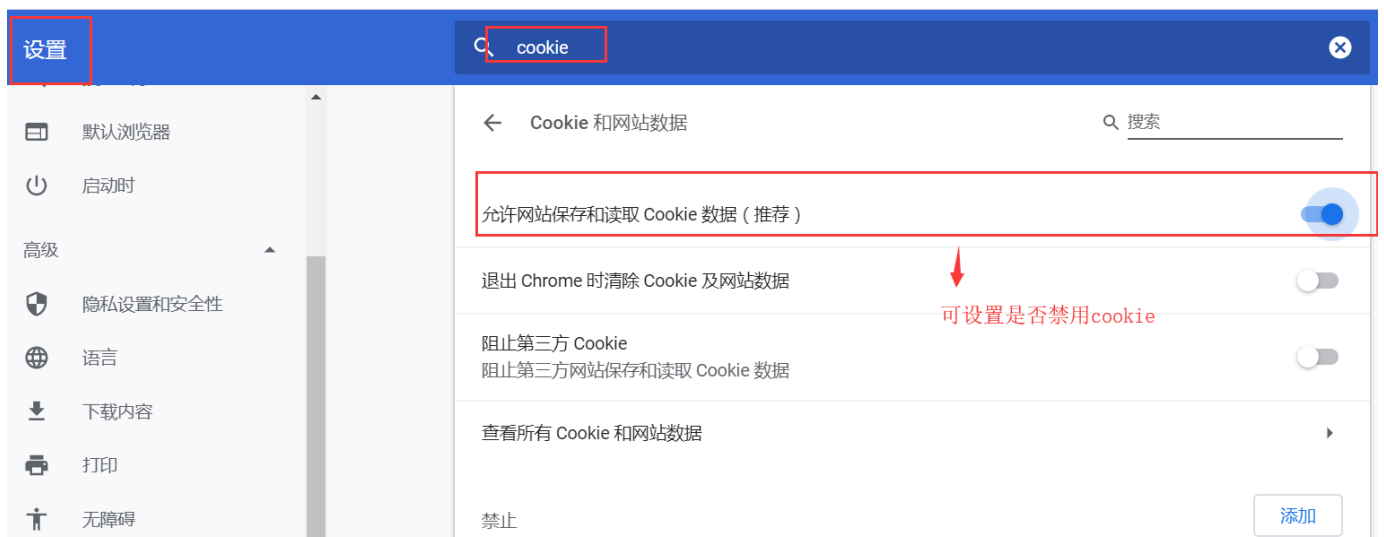 设置
cookie
默认浏览器
启动时
高级
隐私设置和安全性
语言
下载内容
打印
无障碍
Cookie 和网站数据
搜索
允许网站保存和读取 Cookie 数据（推荐）
退出 Chrome 时清除 Cookie 及网站数据
可设置是否禁用cookie
阻止第三方 Cookie
阻止第三方网站保存和读取 Cookie 数据
查看所有 Cookie 和网站数据
禁止
添加